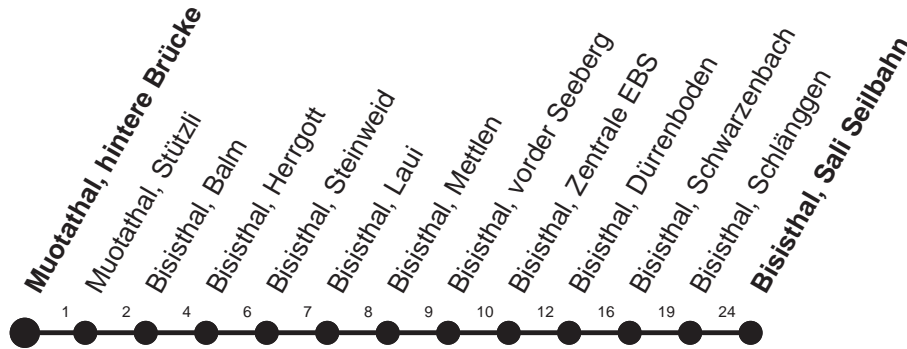 Muotathal, hintere Brücke
Muotathal, Stützli
Bisisthal, Balm
Bisisthal, Herrgott
Bisisthal, Steinweid
Bisisthal, Laui
Bisisthal, Mettlen
Bisisthal, vorder Seeberg
Bisisthal, Zentrale EBS
Bisisthal, Dürrenboden
Bisisthal, Schwarzenbach
Bisisthal, Schlänggen
Bisisthal, Sali Seilbahn
1 2 4 6 7 8 9 10 12 16 19 24